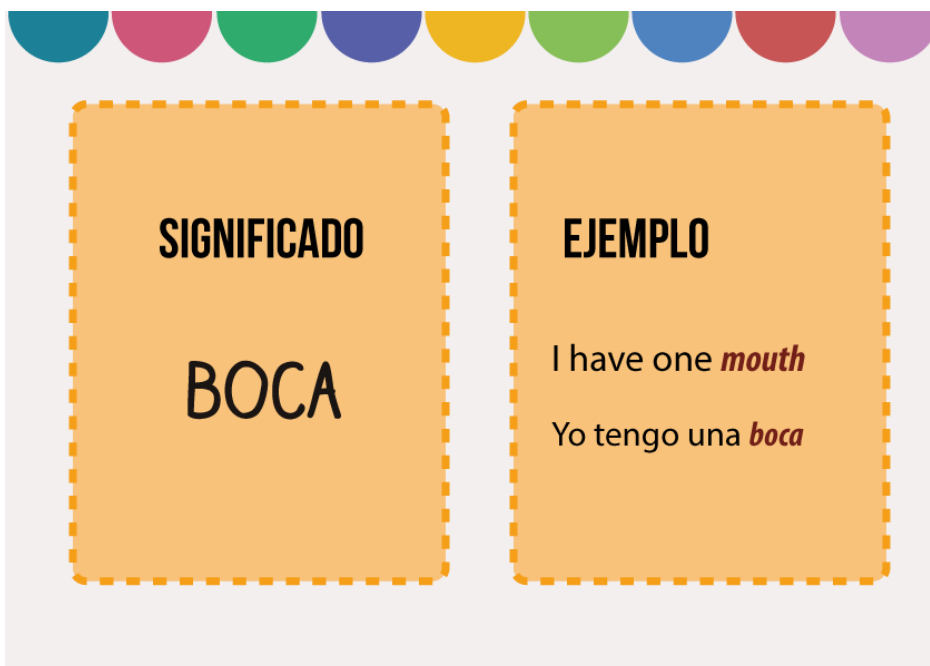 SIGNIFICADO
BOCA
EJEMPLO
I have one mouth
Yo tengo una boca